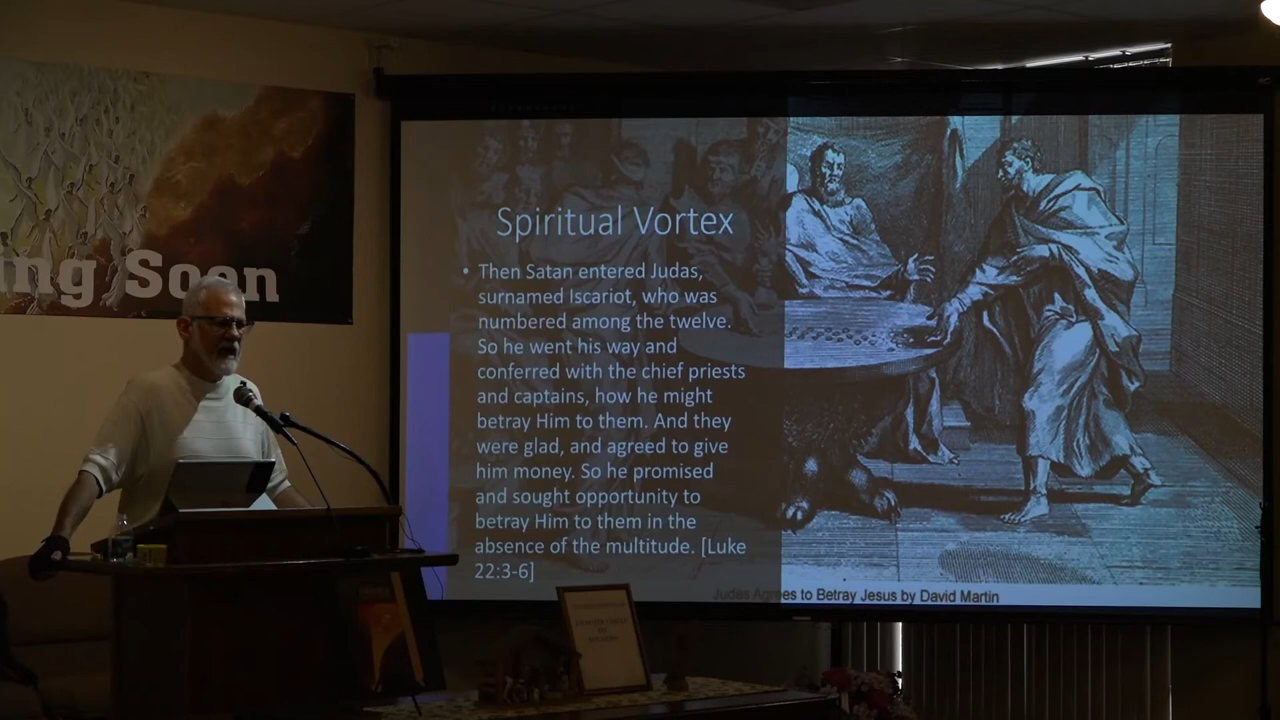 ing Soon
Spiritual Vortex
• Then Satan entered Judas,
surnamed Iscariot, who was
numbered among the twelve.
So he went his way and
conferred with the chief priests
and captains, how he might
betray Him to them. And they
were glad, and agreed to give
him money. So he promised
and sought opportunity to
betray Him to them in the
absence of the multitude. [Luke
22:3-6]
Judes Agrees to Betray Jesus by David Martin